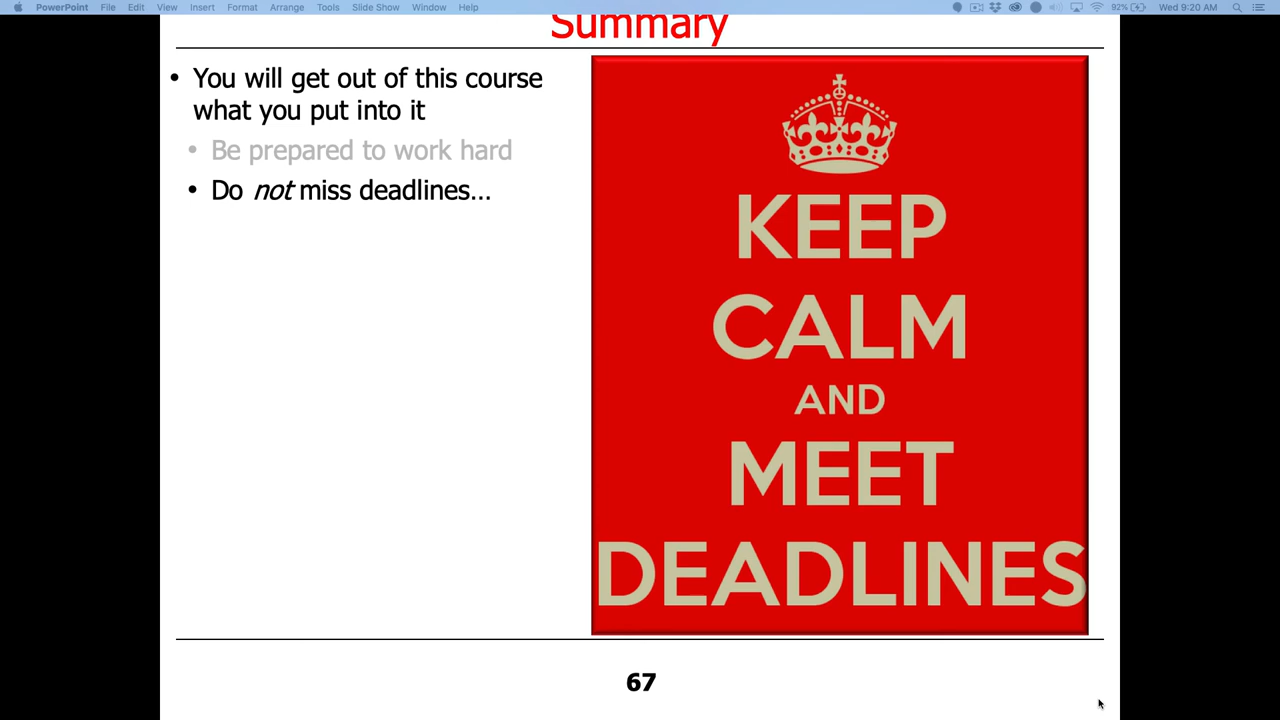 PowerPoint File Edit View Insert Format Arrange Tools Slide Show Window Help 92% Wed 9:20 AM
Summary
• You will get out of this course
what you put into it
• Be prepared to work hard
• Do not miss deadlines...
KEEP
CALM
AND
MEET
DEADLINES
67